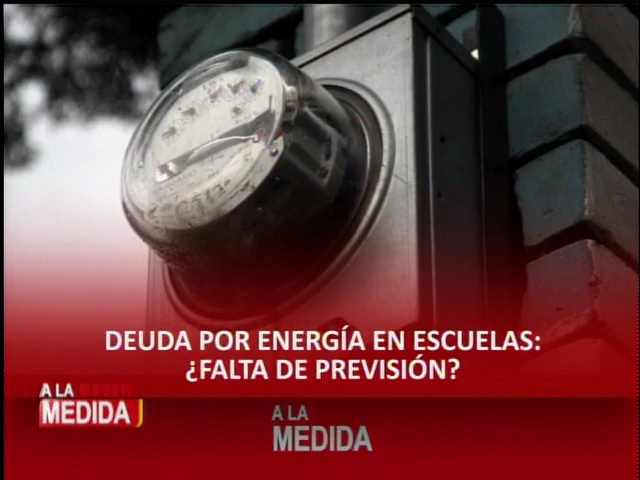 DEUDA POR ENERGÍA EN ESCUELAS:
¿FALTA DE PREVISIÓN?
A LA
MEDIDA
A LA
MEDIDA